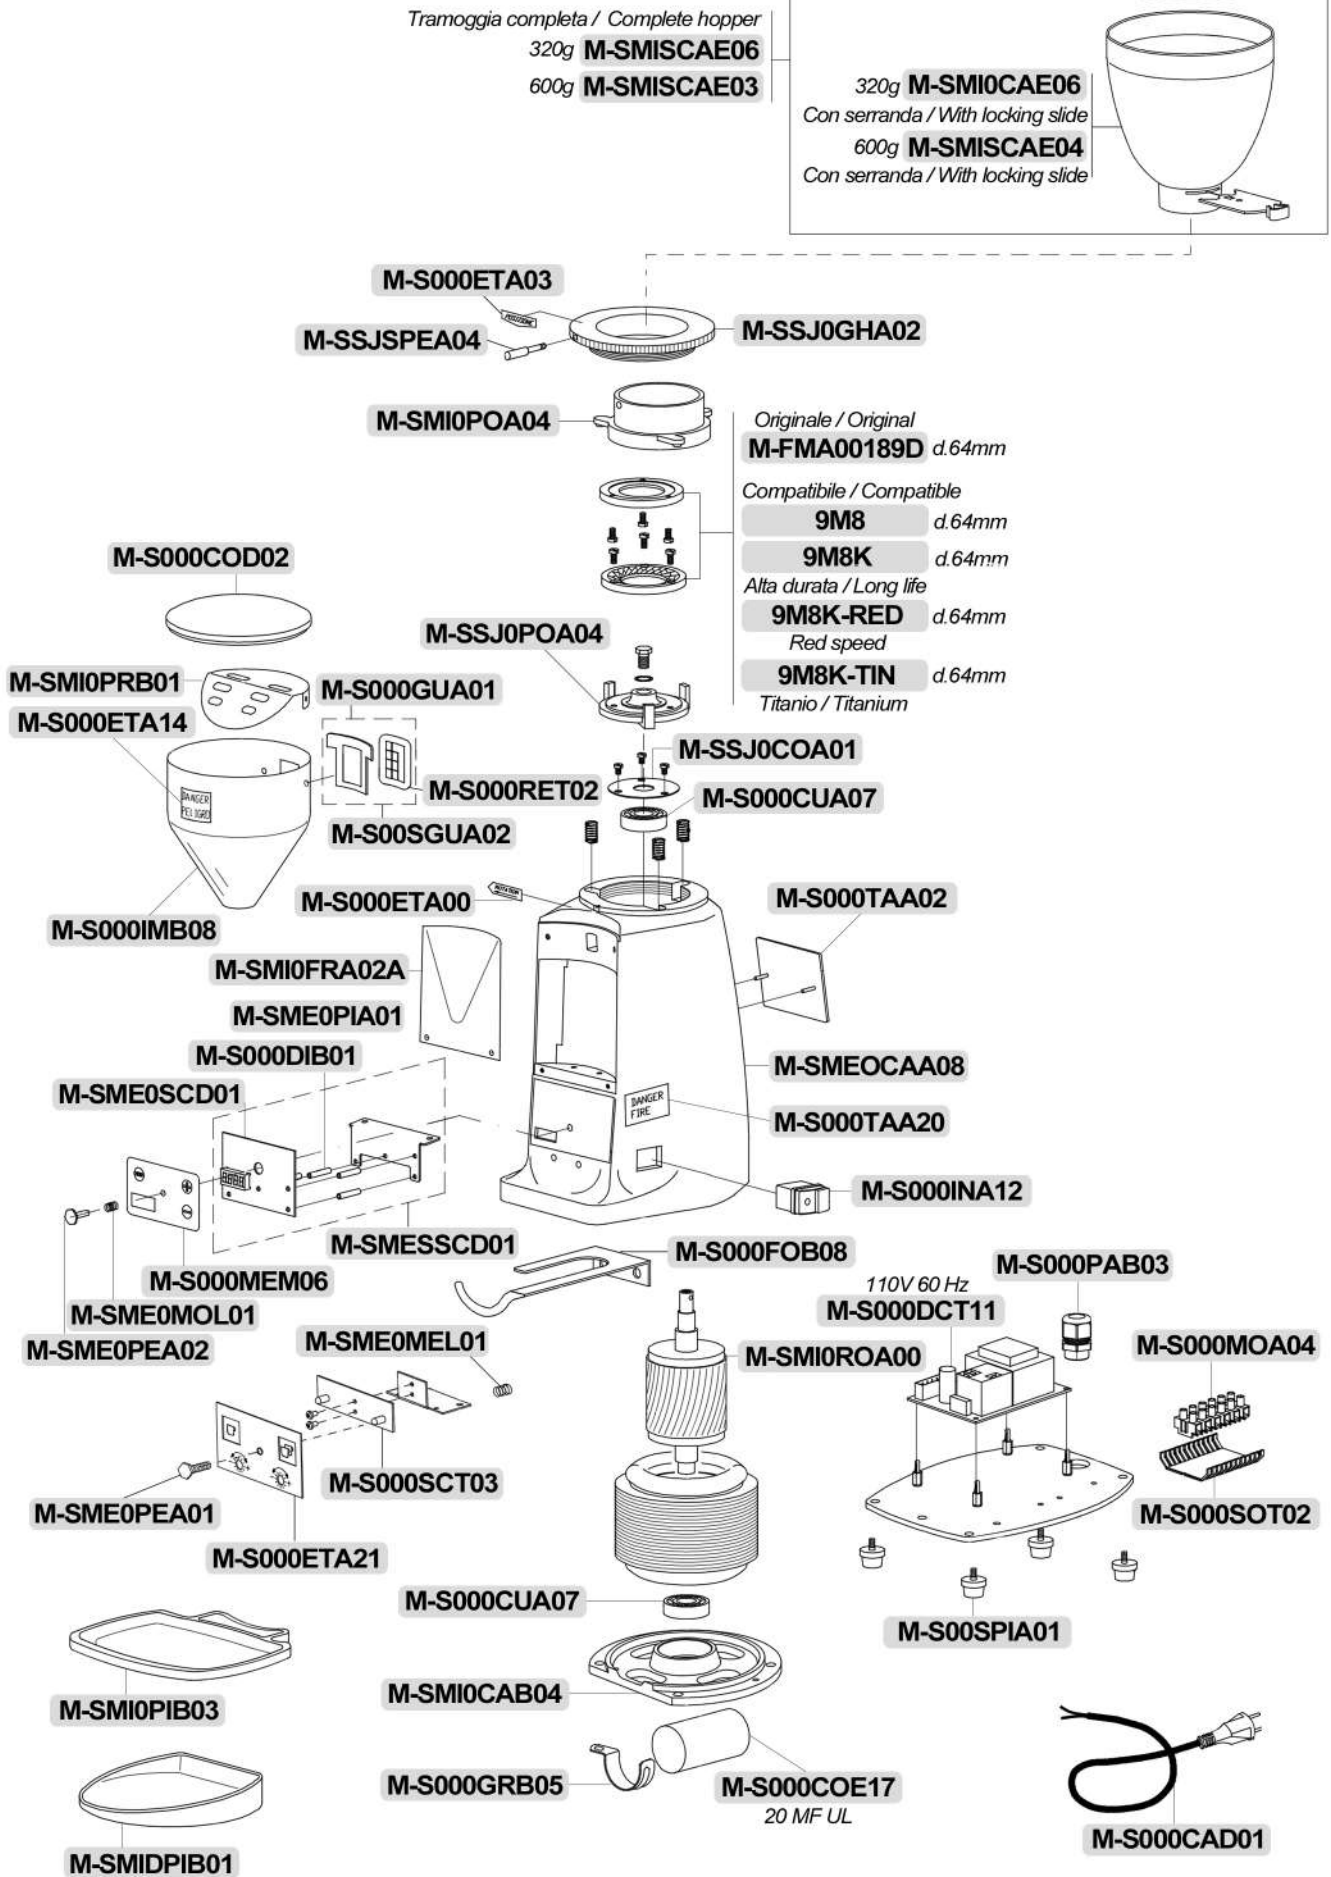 Tramoggia completa / Complete hopper
320g M-SMISCAE06
600g M-SMISCAE03
320g M-SMI0CAE06
Con serranda / With locking slide
600g M-SMISCAE04
Con serranda / With locking slide
M-S000ETA03
POSIZIONE
M-SSJSPEA04
M-SSJ0GHA02
M-SMI0POA04
Originale / Original
M-FMA00189D d.64mm
Compatibile / Compatible
9M8 d.64mm
9M8K d.64mm
Alta durata / Long life
9M8K-RED d.64mm
Red speed
9M8K-TIN d.64mm
Titanio / Titanium
M-S000COD02
M-SSJ0POA04
M-SMI0PRB01
M-S000GUA01
M-S000ETA14
M-SSJ0COA01
M-S000RET02
M-S000CUA07
DANGER
PELIGRO
M-S00SGUA02
M-S000ETA00
ROTATION
M-S000TAA02
M-S000IMB08
M-SMI0FRA02A
M-SME0PIA01
M-S000DIB01
M-SMEOCAA08
M-SME0SCD01
DANGER
FIRE
M-S000TAA20
8888
M-S000INA12
M-SMESSCD01
M-S000FOB08
M-S000MEM06
M-S000PAB03
110V 60 Hz
M-S000DCT11
M-SME0MOL01
M-SME0MEL01
M-SME0PEA02
M-SMI0ROA00
M-S000MOA04
M-S000SCT03
M-SME0PEA01
M-S000SOT02
M-S000ETA21
M-S000CUA07
M-S00SPIA01
M-SMI0CAB04
M-SMI0PIB03
M-S000GRB05
M-S000COE17
20 MF UL
M-S000CAD01
M-SMIDPIB01